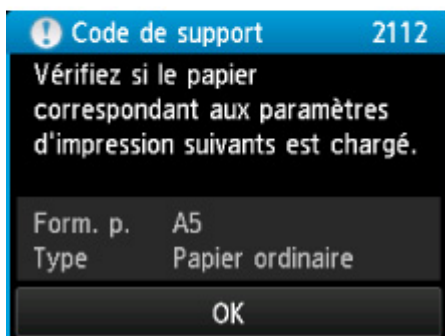 Code de support 2112
Vérifiez si le papier
correspondant aux paramètres
d'impression suivants est chargé.
Form. p. A5
Type Papier ordinaire
OK